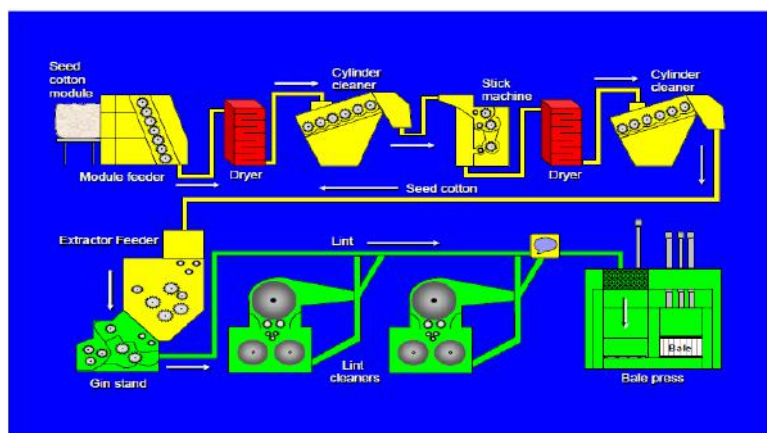 Seed
cotton
module
Cylinder
cleaner
Stick
machine
Cylinder
cleaner
Module feeder
Dryer
Dryer
Seed cotton
Extractor Feeder
Lint
Bale
Gin stand
Lint
cleaners
Bale press